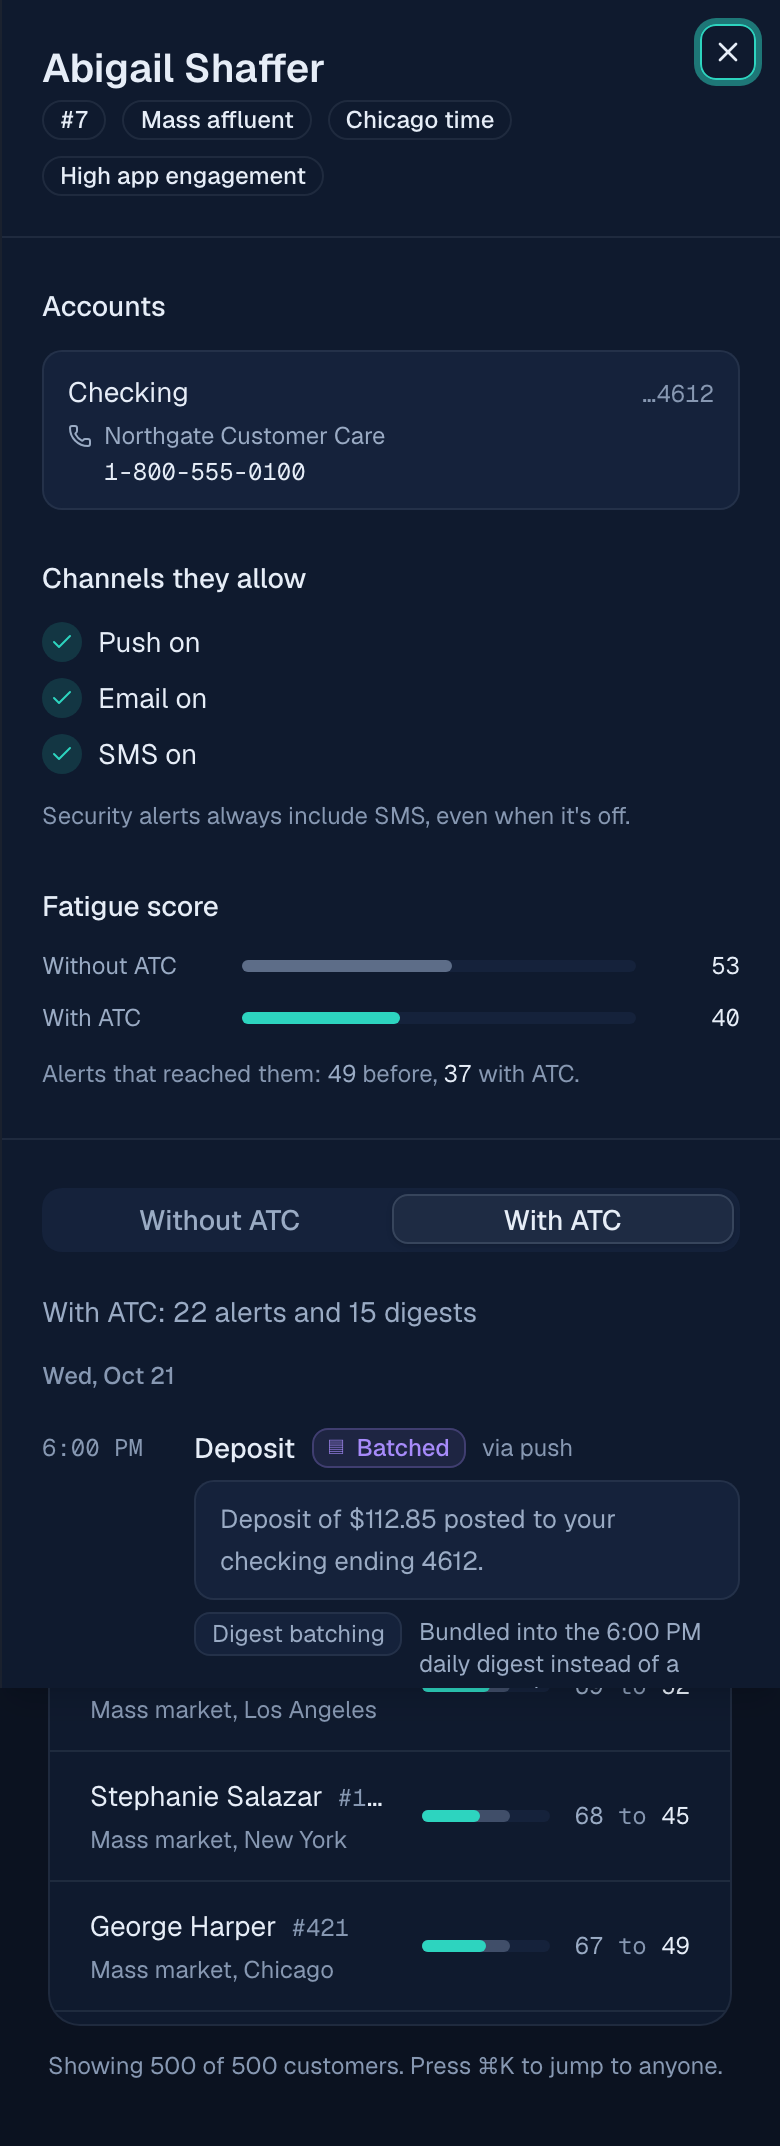 Abigail Shaffer
#7 Mass affluent Chicago time
High app engagement
Accounts
Checking …4612
Northgate Customer Care
1-800-555-0100
Channels they allow
Push on
Email on
SMS on
Security alerts always include SMS, even when it's off.
Fatigue score
Without ATC 53
With ATC 40
Alerts that reached them: 49 before, 37 with ATC.
Without ATC With ATC
With ATC: 22 alerts and 15 digests
Wed, Oct 21
6:00 PM Deposit Batched via push
Deposit of $112.85 posted to your
checking ending 4612.
Digest batching Bundled into the 6:00 PM
daily digest instead of a
Mass market, Los Angeles
Stephanie Salazar #1…
68 to 45
Mass market, New York
George Harper #421
67 to 49
Mass market, Chicago
Showing 500 of 500 customers. Press ⌘K to jump to anyone.